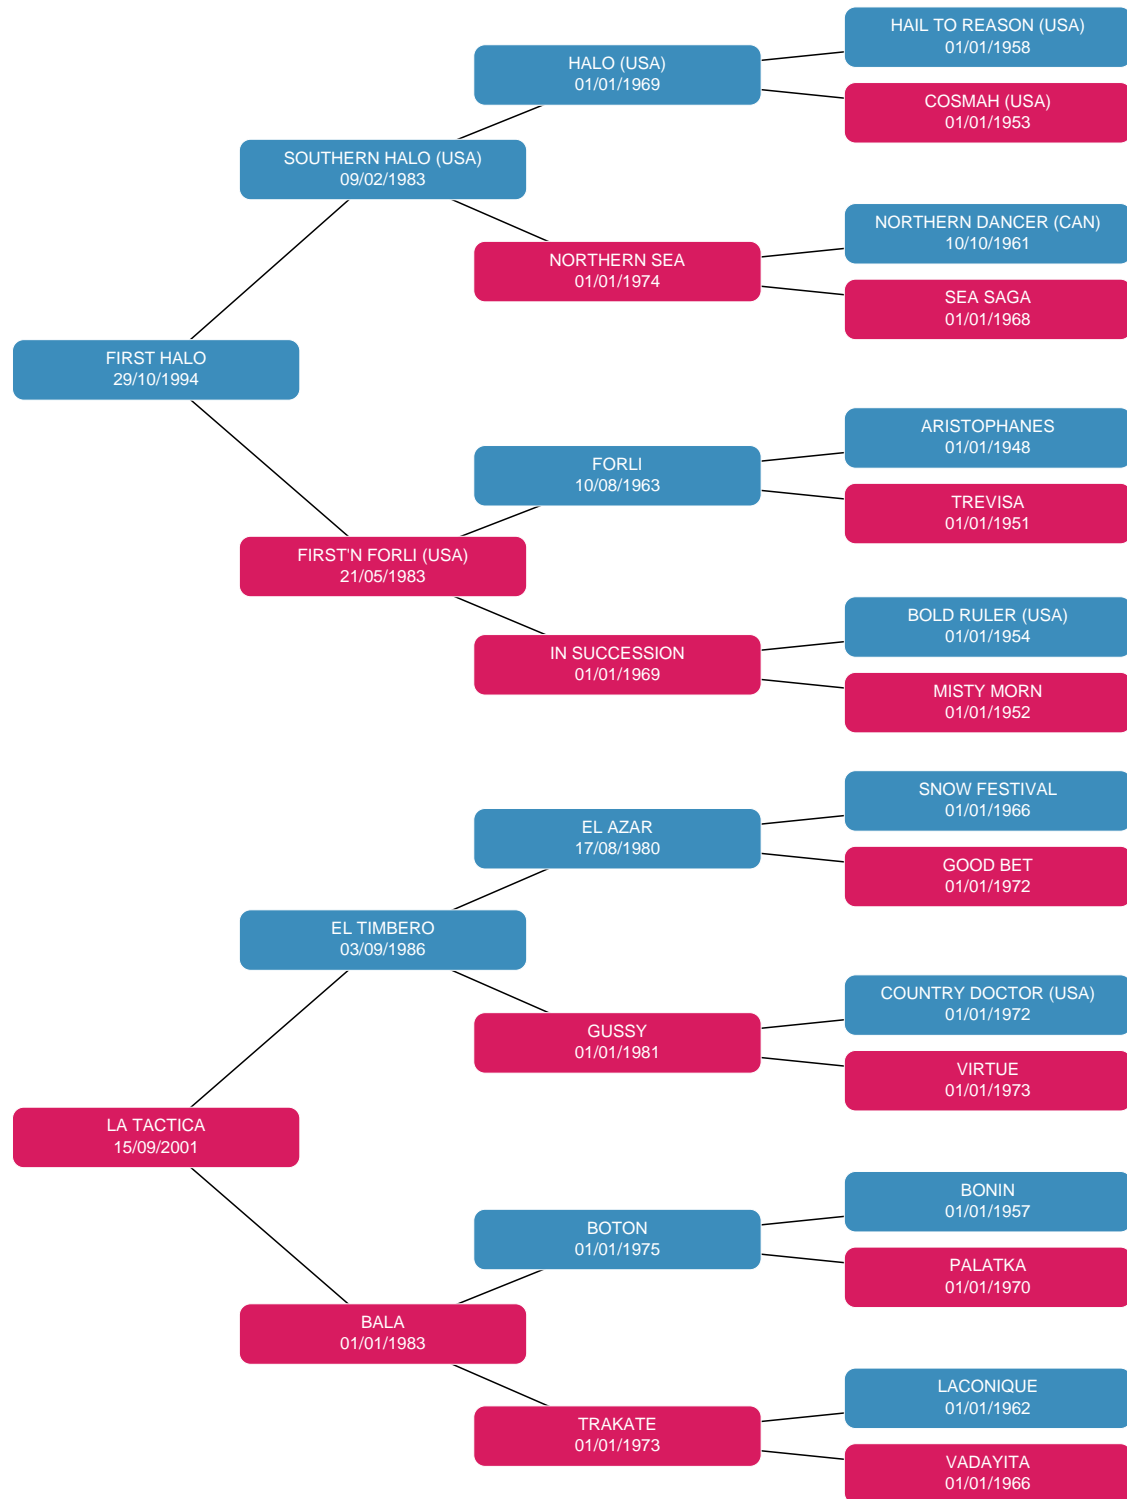 HAIL TO REASON (USA)
01/01/1958
HALO (USA)
01/01/1969
COSMAH (USA)
01/01/1953
SOUTHERN HALO (USA)
09/02/1983
NORTHERN DANCER (CAN)
10/10/1961
NORTHERN SEA
01/01/1974
SEA SAGA
01/01/1968
FIRST HALO
29/10/1994
ARISTOPHANES
01/01/1948
FORLI
10/08/1963
TREVISA
01/01/1951
FIRST'N FORLI (USA)
21/05/1983
BOLD RULER (USA)
01/01/1954
IN SUCCESSION
01/01/1969
MISTY MORN
01/01/1952
SNOW FESTIVAL
01/01/1966
EL AZAR
17/08/1980
GOOD BET
01/01/1972
EL TIMBERO
03/09/1986
COUNTRY DOCTOR (USA)
01/01/1972
GUSSY
01/01/1981
VIRTUE
01/01/1973
LA TACTICA
15/09/2001
BONIN
01/01/1957
BOTON
01/01/1975
PALATKA
01/01/1970
BALA
01/01/1983
LACONIQUE
01/01/1962
TRAKATE
01/01/1973
VADAYITA
01/01/1966